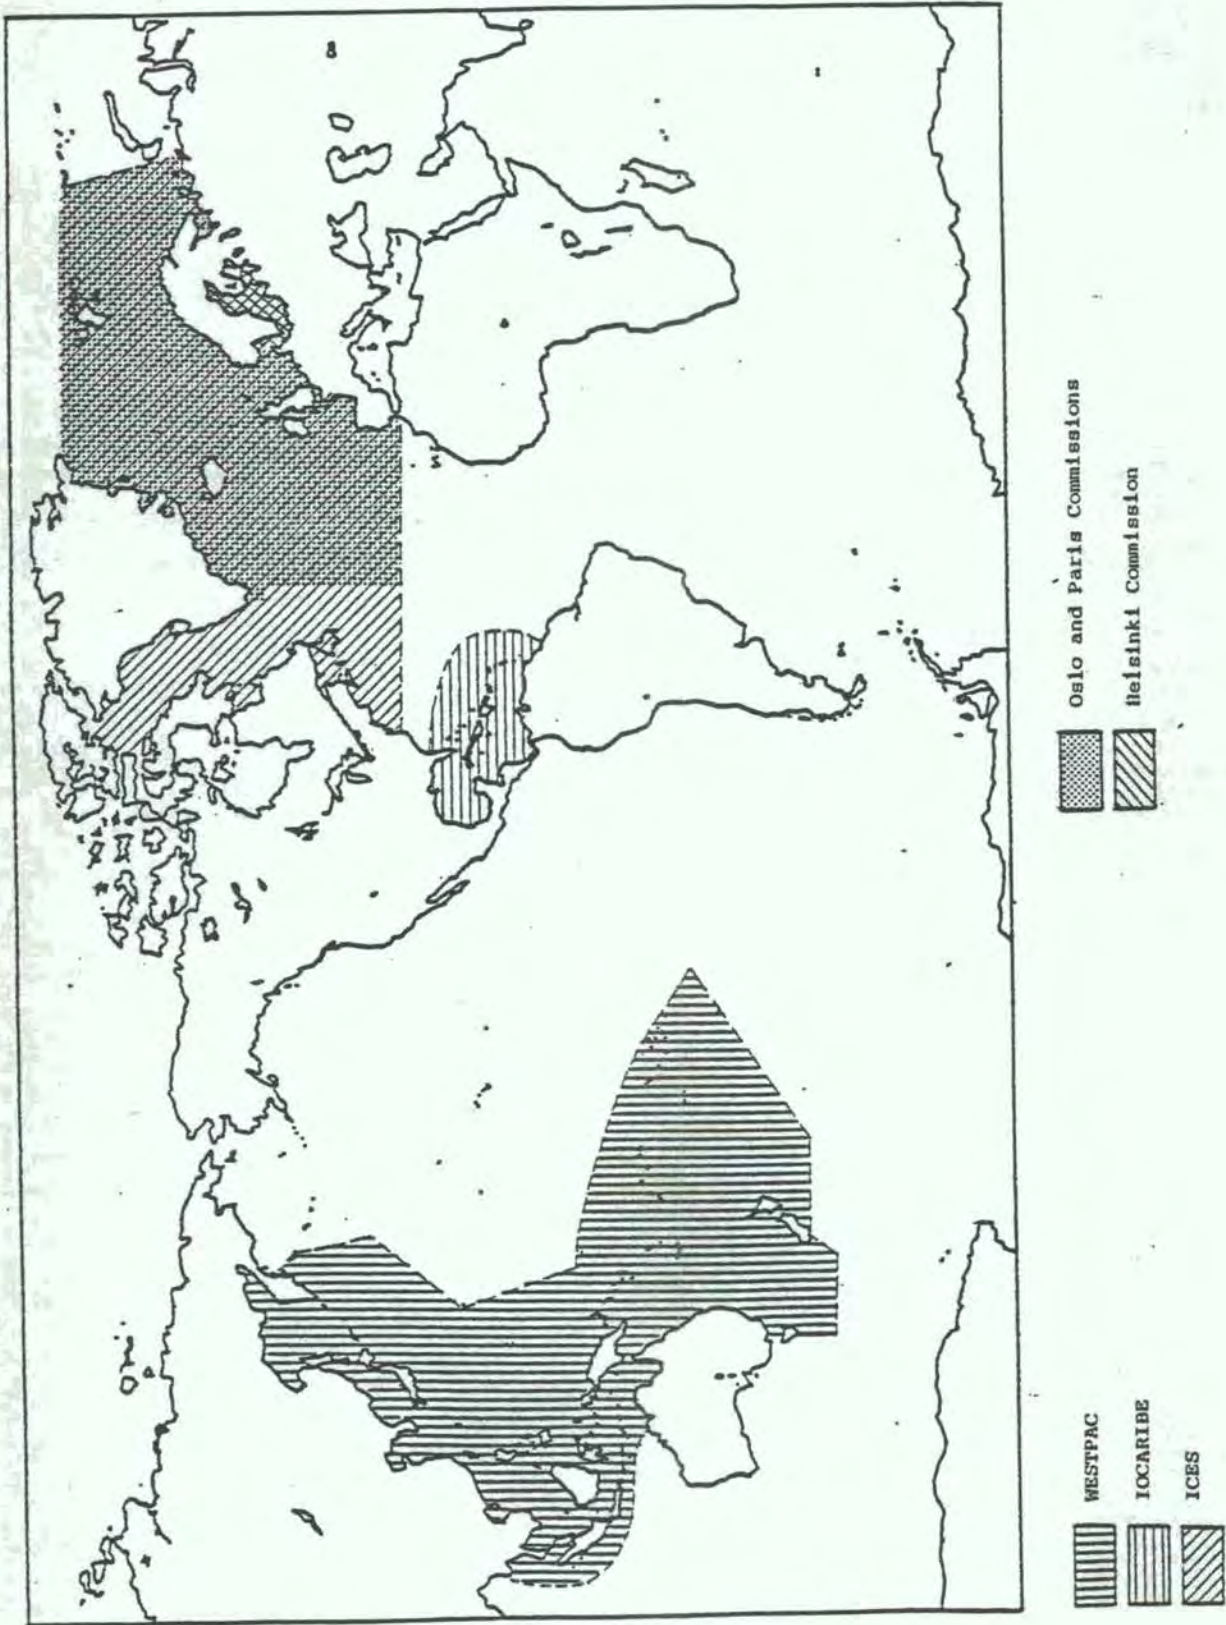 WESTPAC
IOCARIBE
ICES
Oslo and Paris Commissions
Helsinki Commission